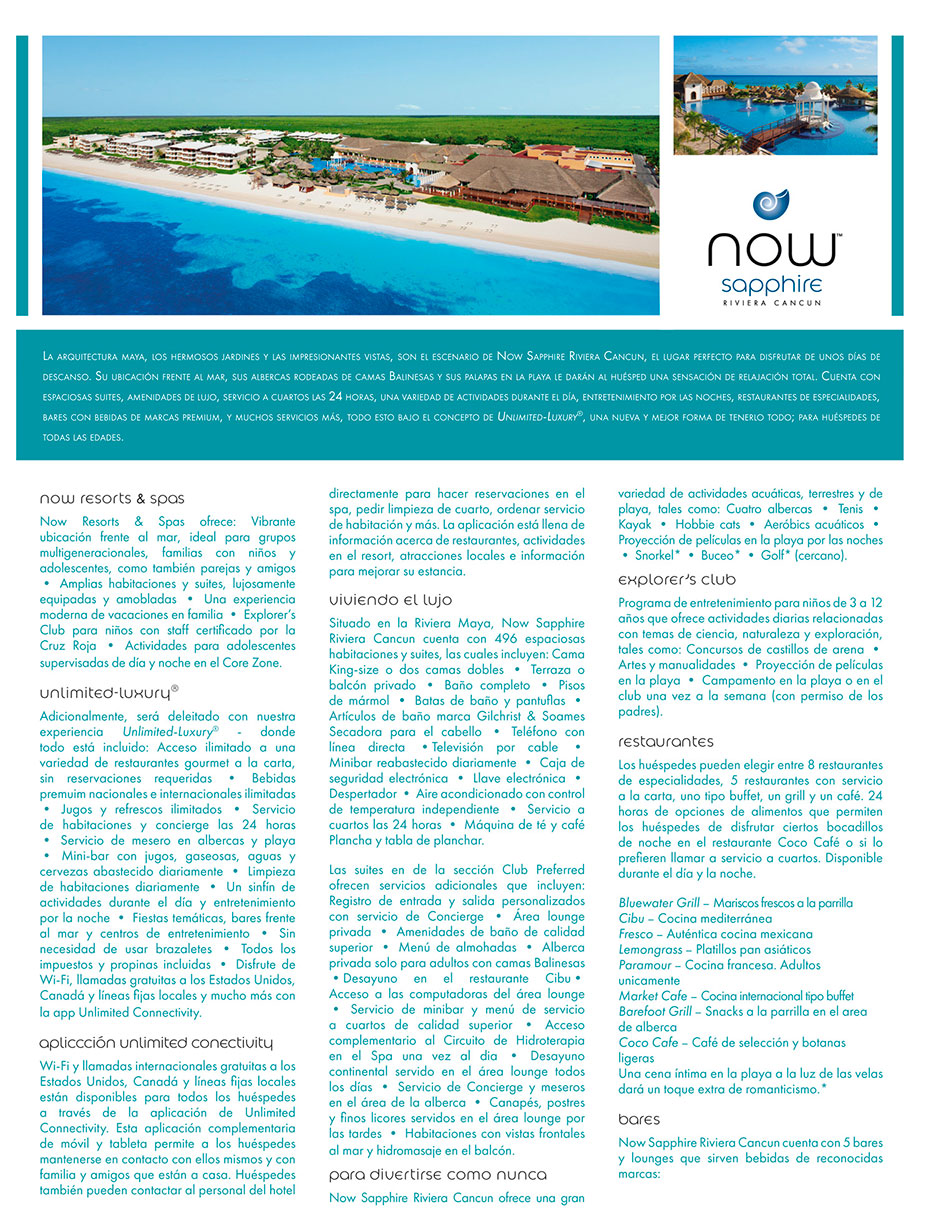 now™
sapphire
RIVIERA CANCUN
La arquitectura maya, los hermosos jardines y las impresionantes vistas, son el escenario de Now Sapphire Riviera Cancun, el lugar perfecto para disfrutar de unos días de
descanso. Su ubicación frente al mar, sus albercas rodeadas de camas Balinesas y sus palapas en la playa le darán al huésped una sensación de relajación total. Cuenta con
espaciosas suites, amenidades de lujo, servicio a cuartos las 24 horas, una variedad de actividades durante el día, entretenimiento por las noches, restaurantes de especialidades,
bares con bebidas de marcas premium, y muchos servicios más, todo esto bajo el concepto de Unlimited-Luxury®, una nueva y mejor forma de tenerlo todo; para huéspedes de
todas las edades.
now resorts & spas
Now Resorts & Spas ofrece: Vibrante
ubicación frente al mar, ideal para grupos
multigeneracionales, familias con niños y
adolescentes, como también parejas y amigos
• Amplias habitaciones y suites, lujosamente
equipadas y amobladas • Una experiencia
moderna de vacaciones en familia • Explorer's
Club para niños con staff certificado por la
Cruz Roja • Actividades para adolescentes
supervisadas de día y noche en el Core Zone.
unlimited-luxury®
Adicionalmente, será deleitado con nuestra
experiencia Unlimited-Luxury® - donde
todo está incluido: Acceso ilimitado a una
variedad de restaurantes gourmet a la carta,
sin reservaciones requeridas • Bebidas
premuim nacionales e internacionales ilimitadas
• Jugos y refrescos ilimitados • Servicio
de habitaciones y concierge las 24 horas
• Servicio de mesero en albercas y playa
• Mini-bar con jugos, gaseosas, aguas y
cervezas abastecido diariamente • Limpieza
de habitaciones diariamente • Un sinfín de
actividades durante el día y entretenimiento
por la noche • Fiestas temáticas, bares frente
al mar y centros de entretenimiento • Sin
necesidad de usar brazaletes • Todos los
impuestos y propinas incluidas • Disfrute de
Wi-Fi, llamadas gratuitas a los Estados Unidos,
Canadá y líneas fijas locales y mucho más con
la app Unlimited Connectivity.
apliccción unlimited conectivity
Wi-Fi y llamadas internacionales gratuitas a los
Estados Unidos, Canadá y líneas fijas locales
están disponibles para todos los huéspedes
a través de la aplicación de Unlimited
Connectivity. Esta aplicación complementaria
de móvil y tableta permite a los huéspedes
mantenerse en contacto con ellos mismos y con
familia y amigos que están a casa. Huéspedes
también pueden contactar al personal del hotel
directamente para hacer reservaciones en el
spa, pedir limpieza de cuarto, ordenar servicio
de habitación y más. La aplicación está llena de
información acerca de restaurantes, actividades
en el resort, atracciones locales e información
para mejorar su estancia.
viviendo el lujo
Situado en la Riviera Maya, Now Sapphire
Riviera Cancun cuenta con 496 espaciosas
habitaciones y suites, las cuales incluyen: Cama
King-size o dos camas dobles • Terraza o
balcón privado • Baño completo • Pisos
de mármol • Batas de baño y pantuflas •
Artículos de baño marca Gilchrist & Soames
Secadora para el cabello • Teléfono con
línea directa • Televisión por cable •
Minibar reabastecido diariamente • Caja de
seguridad electrónica • Llave electrónica •
Despertador • Aire acondicionado con control
de temperatura independiente • Servicio a
cuartos las 24 horas • Máquina de té y café
Plancha y tabla de planchar.
Las suites en de la sección Club Preferred
ofrecen servicios adicionales que incluyen:
Registro de entrada y salida personalizados
con servicio de Concierge • Área lounge
privada • Amenidades de baño de calidad
superior • Menú de almohadas • Alberca
privada solo para adultos con camas Balinesas
• Desayuno en el restaurante Cibu •
Acceso a las computadoras del área lounge
• Servicio de minibar y menú de servicio
a cuartos de calidad superior • Acceso
complementario al Circuito de Hidroterapia
en el Spa una vez al dia • Desayuno
continental servido en el área lounge todos
los días • Servicio de Concierge y meseros
en el área de la alberca • Canapés, postres
y finos licores servidos en el área lounge por
las tardes • Habitaciones con vistas frontales
al mar y hidromasaje en el balcón.
para divertirse como nunca
Now Sapphire Riviera Cancun ofrece una gran
variedad de actividades acuáticas, terrestres y de
playa, tales como: Cuatro albercas • Tenis •
Kayak • Hobbie cats • Aeróbics acuáticos •
Proyección de películas en la playa por las noches
• Snorkel* • Buceo* • Golf* (cercano).
explorer's club
Programa de entretenimiento para niños de 3 a 12
años que ofrece actividades diarias relacionadas
con temas de ciencia, naturaleza y exploración,
tales como: Concursos de castillos de arena •
Artes y manualidades • Proyección de películas
en la playa • Campamento en la playa o en el
club una vez a la semana (con permiso de los
padres).
restaurantes
Los huéspedes pueden elegir entre 8 restaurantes
de especialidades, 5 restaurantes con servicio
a la carta, uno tipo buffet, un grill y un café. 24
horas de opciones de alimentos que permiten
los huéspedes de disfrutar ciertos bocadillos
de noche en el restaurante Coco Café o si lo
prefieren llamar a servicio a cuartos. Disponible
durante el día y la noche.
Bluewater Grill – Mariscos frescos a la parrilla
Cibu – Cocina mediterránea
Fresco – Auténtica cocina mexicana
Lemongrass – Platillos pan asiáticos
Paramour – Cocina francesa. Adultos
unicamente
Market Cafe – Cocina internacional tipo buffet
Barefoot Grill – Snacks a la parrilla en el area
de alberca
Coco Cafe – Café de selección y botanas
ligeras
Una cena íntima en la playa a la luz de las velas
dará un toque extra de romanticismo.*
bares
Now Sapphire Riviera Cancun cuenta con 5 bares
y lounges que sirven bebidas de reconocidas
marcas: